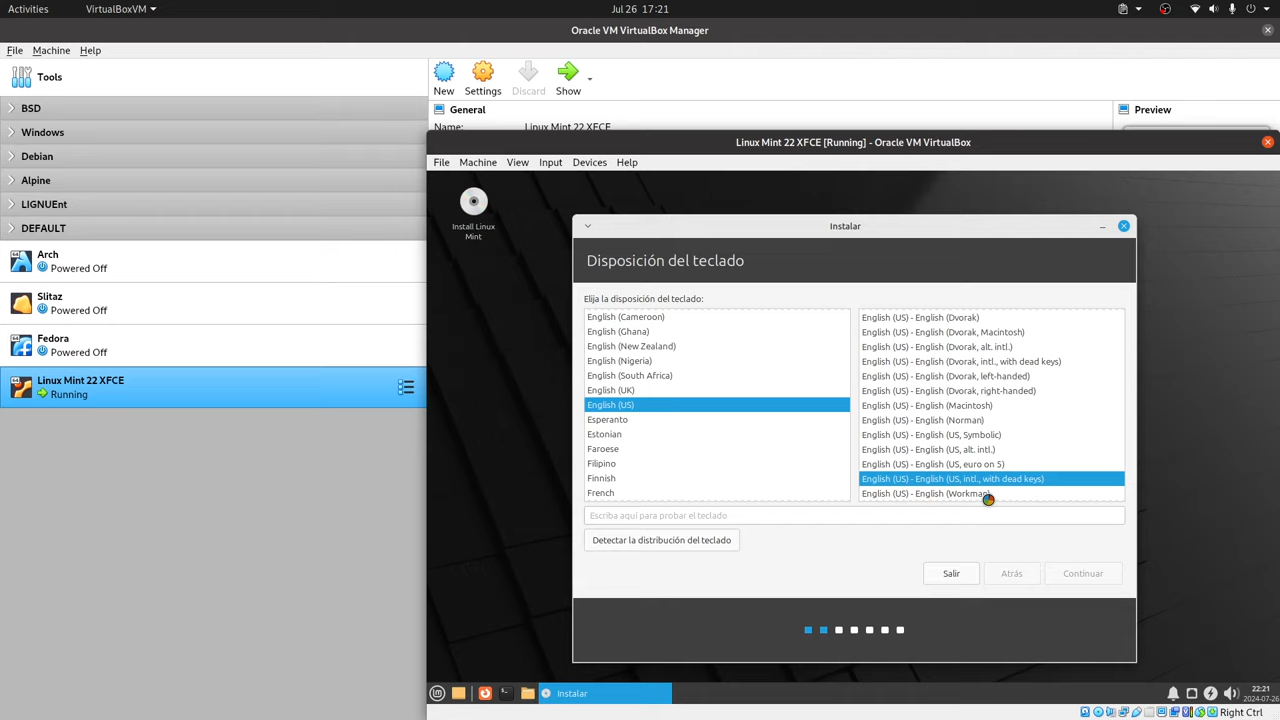 Activities
VirtualBoxVM
Jul 26 17:21
Oracle VM VirtualBox Manager
File Machine Help
Tools
BSD
Windows
Debian
Alpine
LIGNUEnt
DEFAULT
Arch
Powered Off
Slitaz
Powered Off
Fedora
Powered Off
Linux Mint 22 XFCE
Running
New Settings Discard Show
General
Name: Linux Mint 22 XFCE
Preview
Linux Mint 22 XFCE [Running] - Oracle VM VirtualBox
File Machine View Input Devices Help
Install Linux
Mint
Instalar
Disposición del teclado
Elija la disposición del teclado:
English (Cameroon)
English (Ghana)
English (New Zealand)
English (Nigeria)
English (South Africa)
English (UK)
English (US)
Esperanto
Estonian
Faroese
Filipino
Finnish
French
English (US) - English (Dvorak)
English (US) - English (Dvorak, Macintosh)
English (US) - English (Dvorak, alt. intl.)
English (US) - English (Dvorak, intl., with dead keys)
English (US) - English (Dvorak, left-handed)
English (US) - English (Dvorak, right-handed)
English (US) - English (Macintosh)
English (US) - English (Norman)
English (US) - English (US, Symbolic)
English (US) - English (US, alt. intl.)
English (US) - English (US, euro on 5)
English (US) - English (US, intl., with dead keys)
English (US) - English (Workman)
Escriba aquí para probar el teclado
Detectar la distribución del teclado
Salir Atrás Continuar
Instalar
22:21
2024-07-26
Right Ctrl